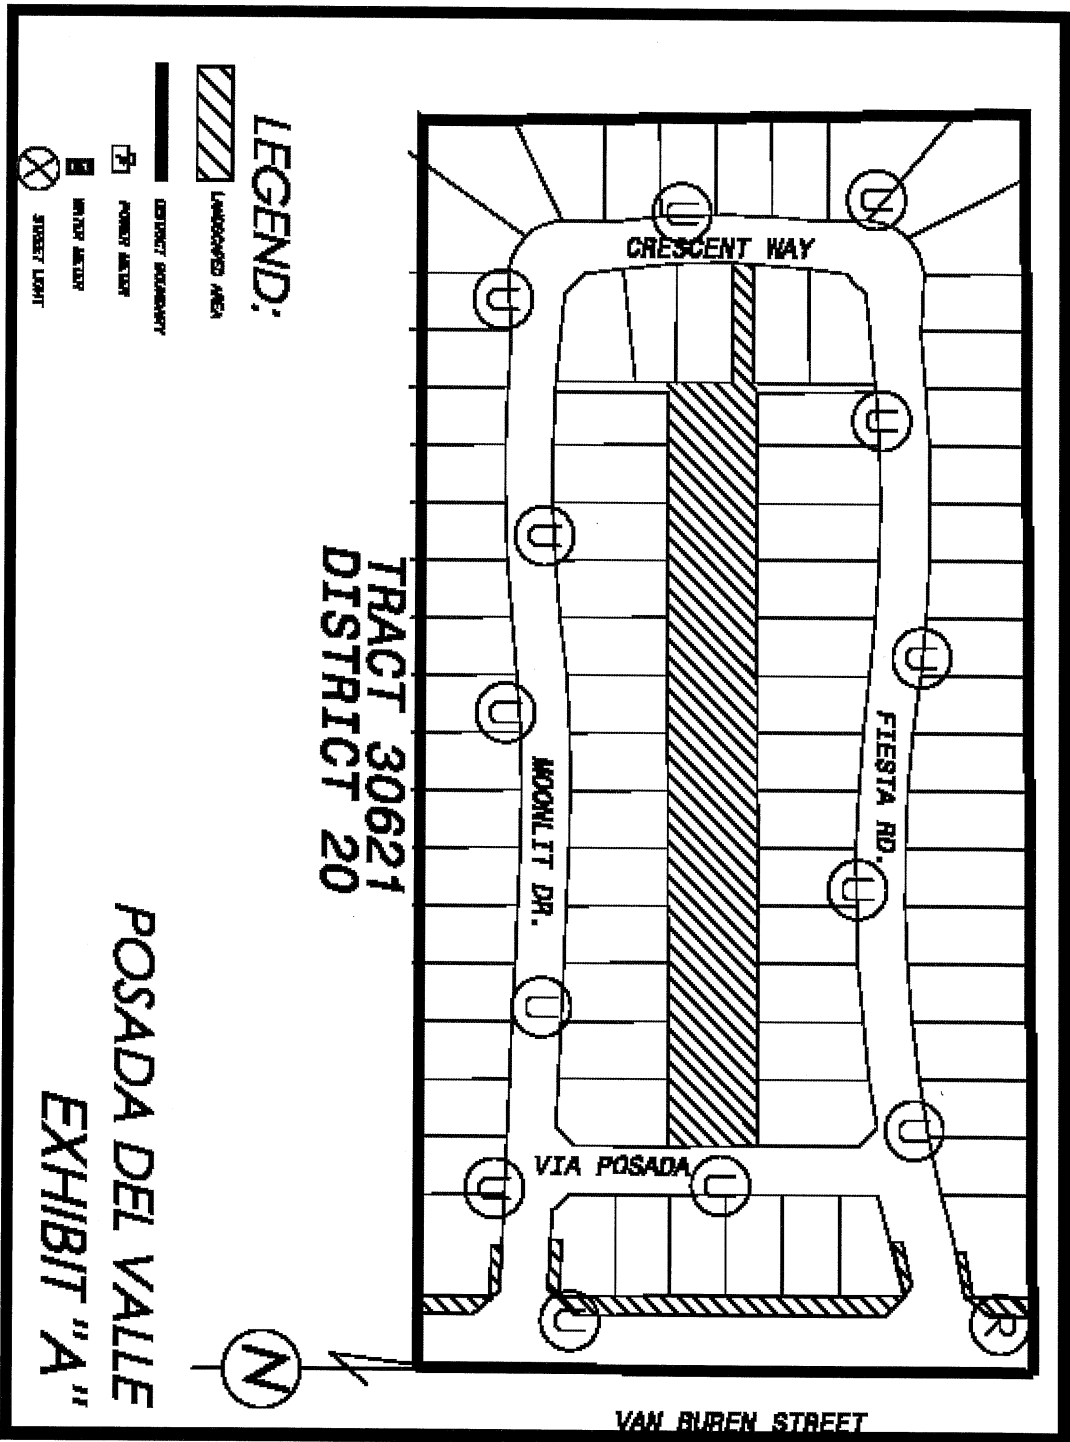 LEGEND:
LANDSCAPED AREA
DISTRICT BOUNDARY
POWER METER
WATER METER
STREET LIGHT
CRESCENT WAY
FIESTA RD.
MOONLIT DR.
VIA POSADA
VAN BUREN STREET
U
U
U
U
U
U
U
U
U
U
U
U
U
R
TRACT 30621
DISTRICT 20
POSADA DEL VALLE
EXHIBIT "A"
N